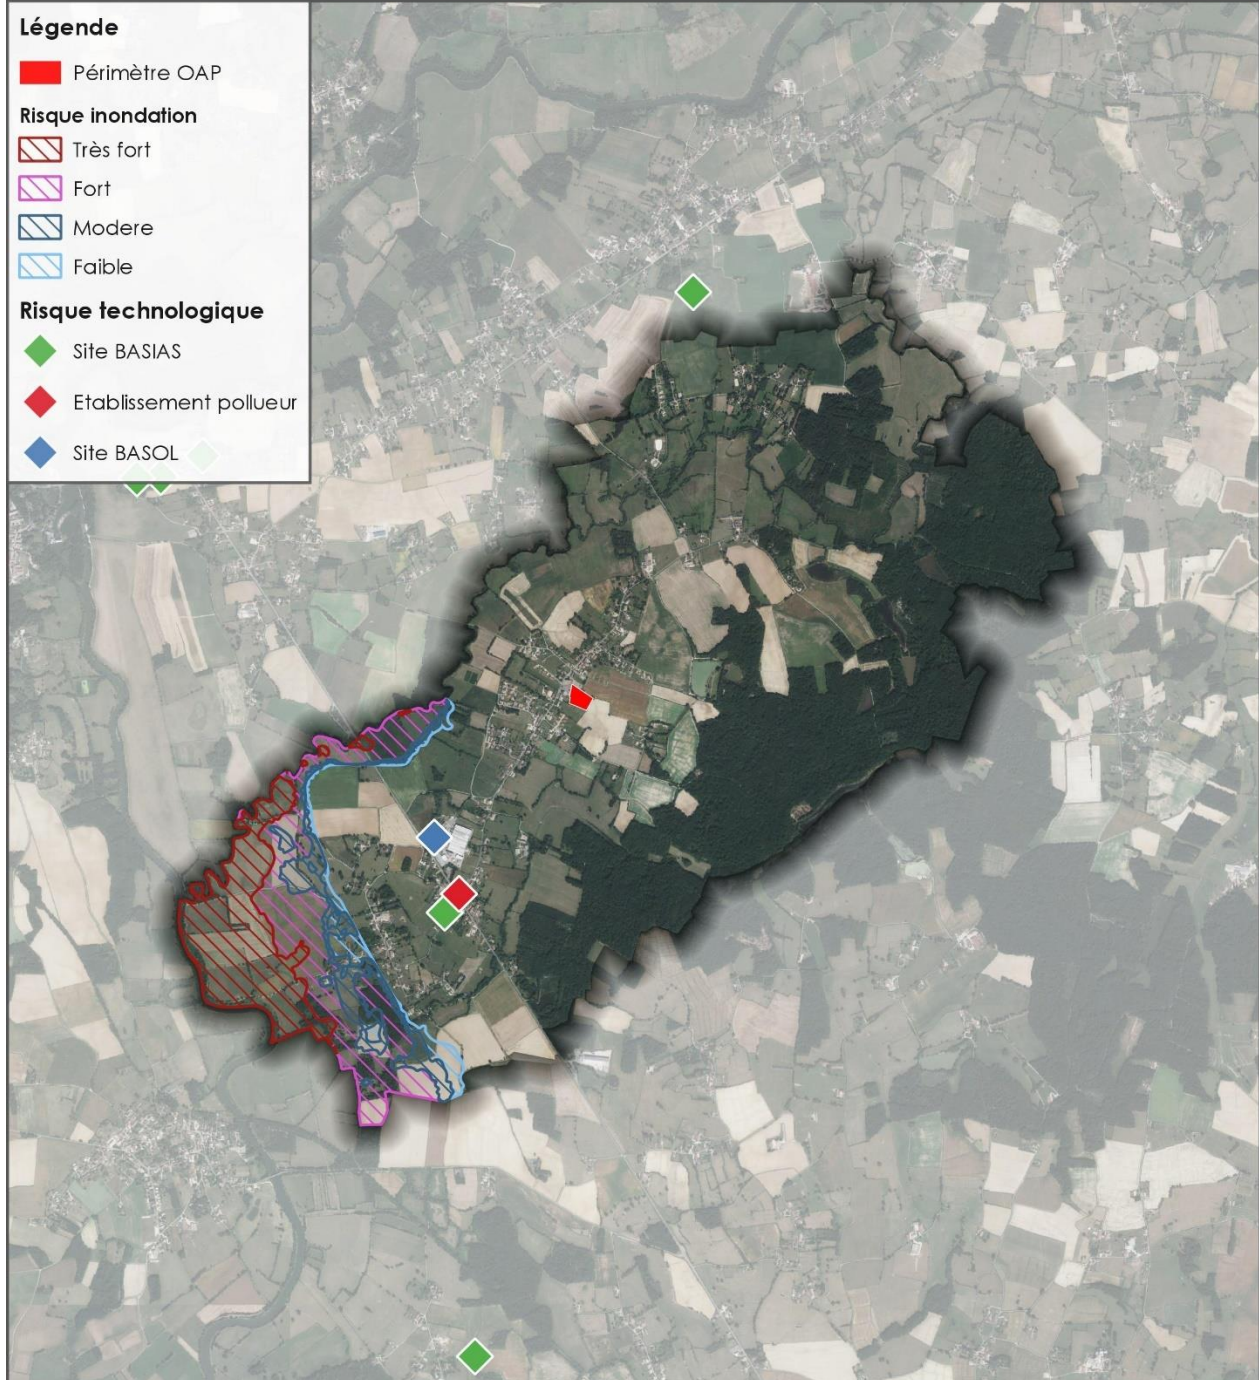 Légende
Périmètre OAP
Risque inondation
Très fort
Fort
Modere
Faible
Risque technologique
Site BASIAS
Etablissement pollueur
Site BASOL